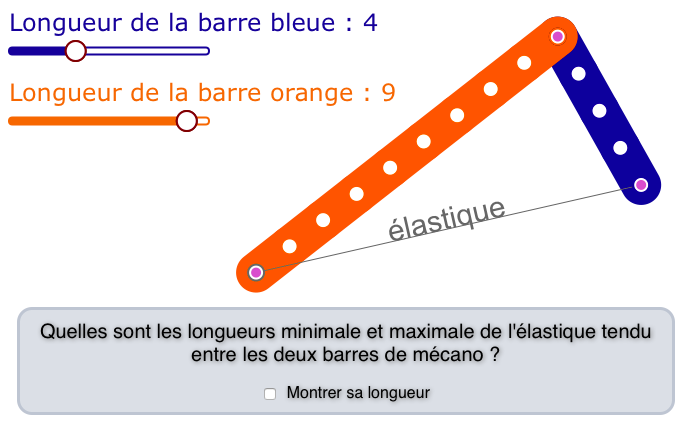 Longueur de la barre bleue : 4
Longueur de la barre orange : 9
élastique
Quelles sont les longueurs minimale et maximale de l'élastique tendu
entre les deux barres de mécano ?
Montrer sa longueur